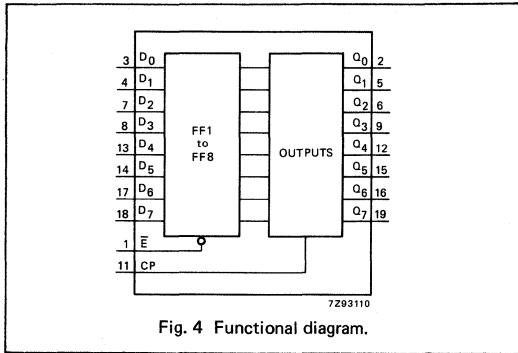 3 D0 Q0 2
4 D1 Q1 5
7 D2 Q2 6
8 D3 Q3 9
FF1
to
FF8
13 D4 Q4 12
OUTPUTS
14 D5 Q5 15
17 D6 Q6 16
18 D7 Q7 19
1 E̅
11 CP
7Z93110
Fig. 4 Functional diagram.